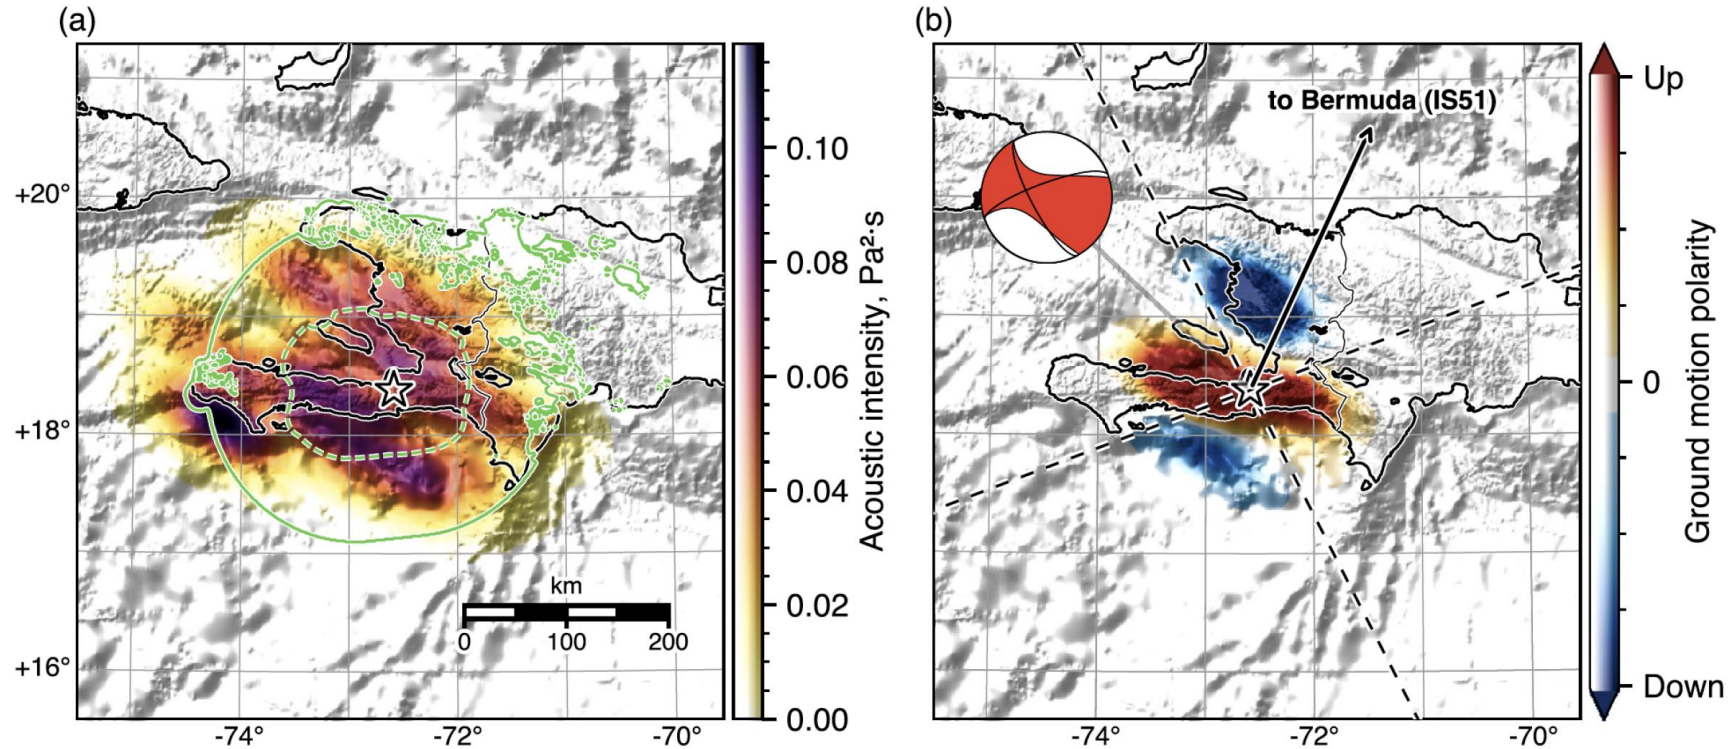 (a)
(b)
+20°
+18°
+16°
-74°
-72°
-70°
km
0
100
200
0.10
0.08
0.06
0.04
0.02
0.00
Acoustic intensity, Pa²·s
to Bermuda (IS51)
-74°
-72°
-70°
Up
0
Down
Ground motion polarity